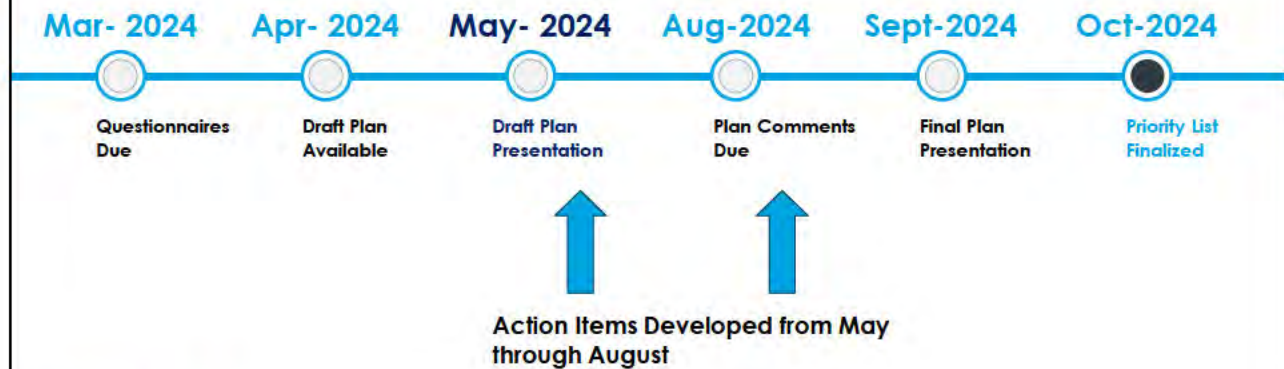 Mar- 2024 Apr- 2024 May- 2024 Aug-2024 Sept-2024 Oct-2024
Questionnaires Due
Draft Plan Available
Draft Plan Presentation
Plan Comments Due
Final Plan Presentation
Priority List Finalized
Action Items Developed from May
through August